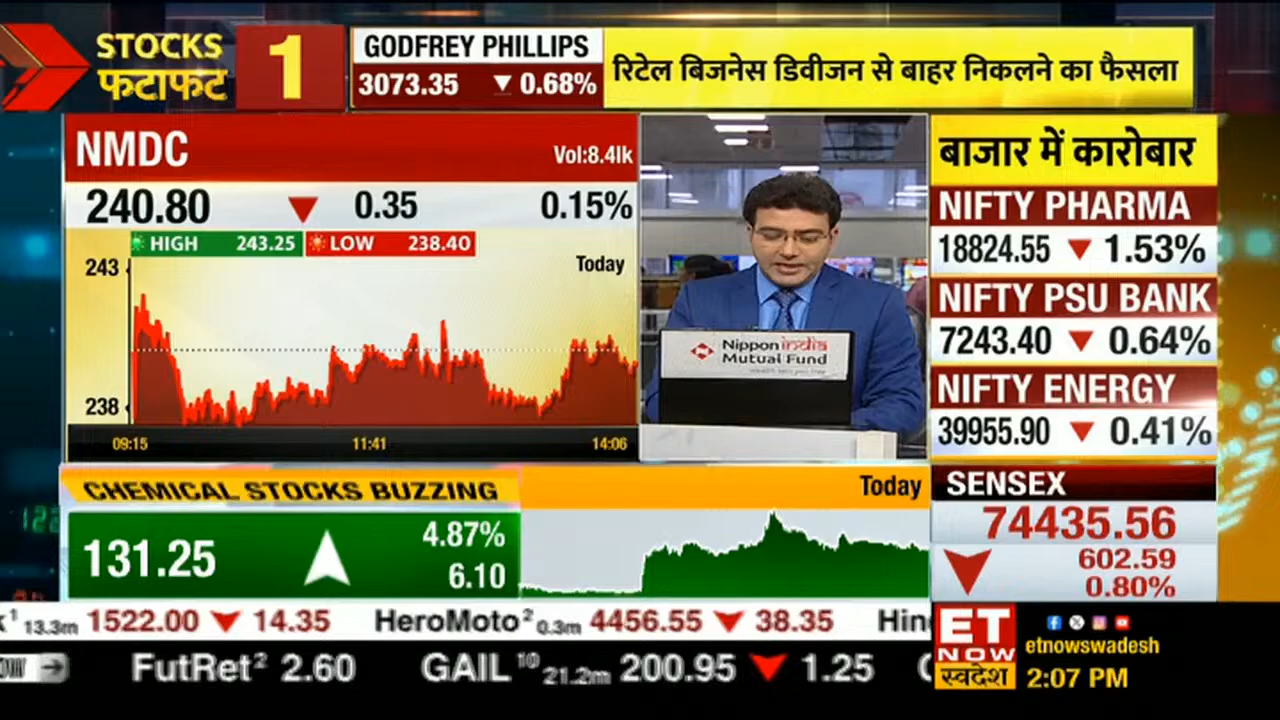 STOCKS
फटाफट
1
GODFREY PHILLIPS
3073.35 ▼ 0.68%
रिटेल बिजनेस डिवीजन से बाहर निकलने का फैसला
NMDC
Vol:8.4lk
240.80 ▼ 0.35 0.15%
HIGH 243.25 LOW 238.40
243
Today
238
09:15 11:41 14:06
Nippon india
Mutual Fund
बाजार में कारोबार
NIFTY PHARMA
18824.55 ▼ 1.53%
NIFTY PSU BANK
7243.40 ▼ 0.64%
NIFTY ENERGY
39955.90 ▼ 0.41%
CHEMICAL STOCKS BUZZING
Today
131.25 ▲ 4.87%
6.10
SENSEX
74435.56
▼ 602.59
0.80%
13.3m 1522.00 ▼ 14.35 HeroMoto² 0.3m 4456.55 ▼ 38.35 Hin
FutRet² 2.60 GAIL¹⁰ 21.2m 200.95 ▼ 1.25
ET
NOW
स्वदेश
etnowswadesh
2:07 PM